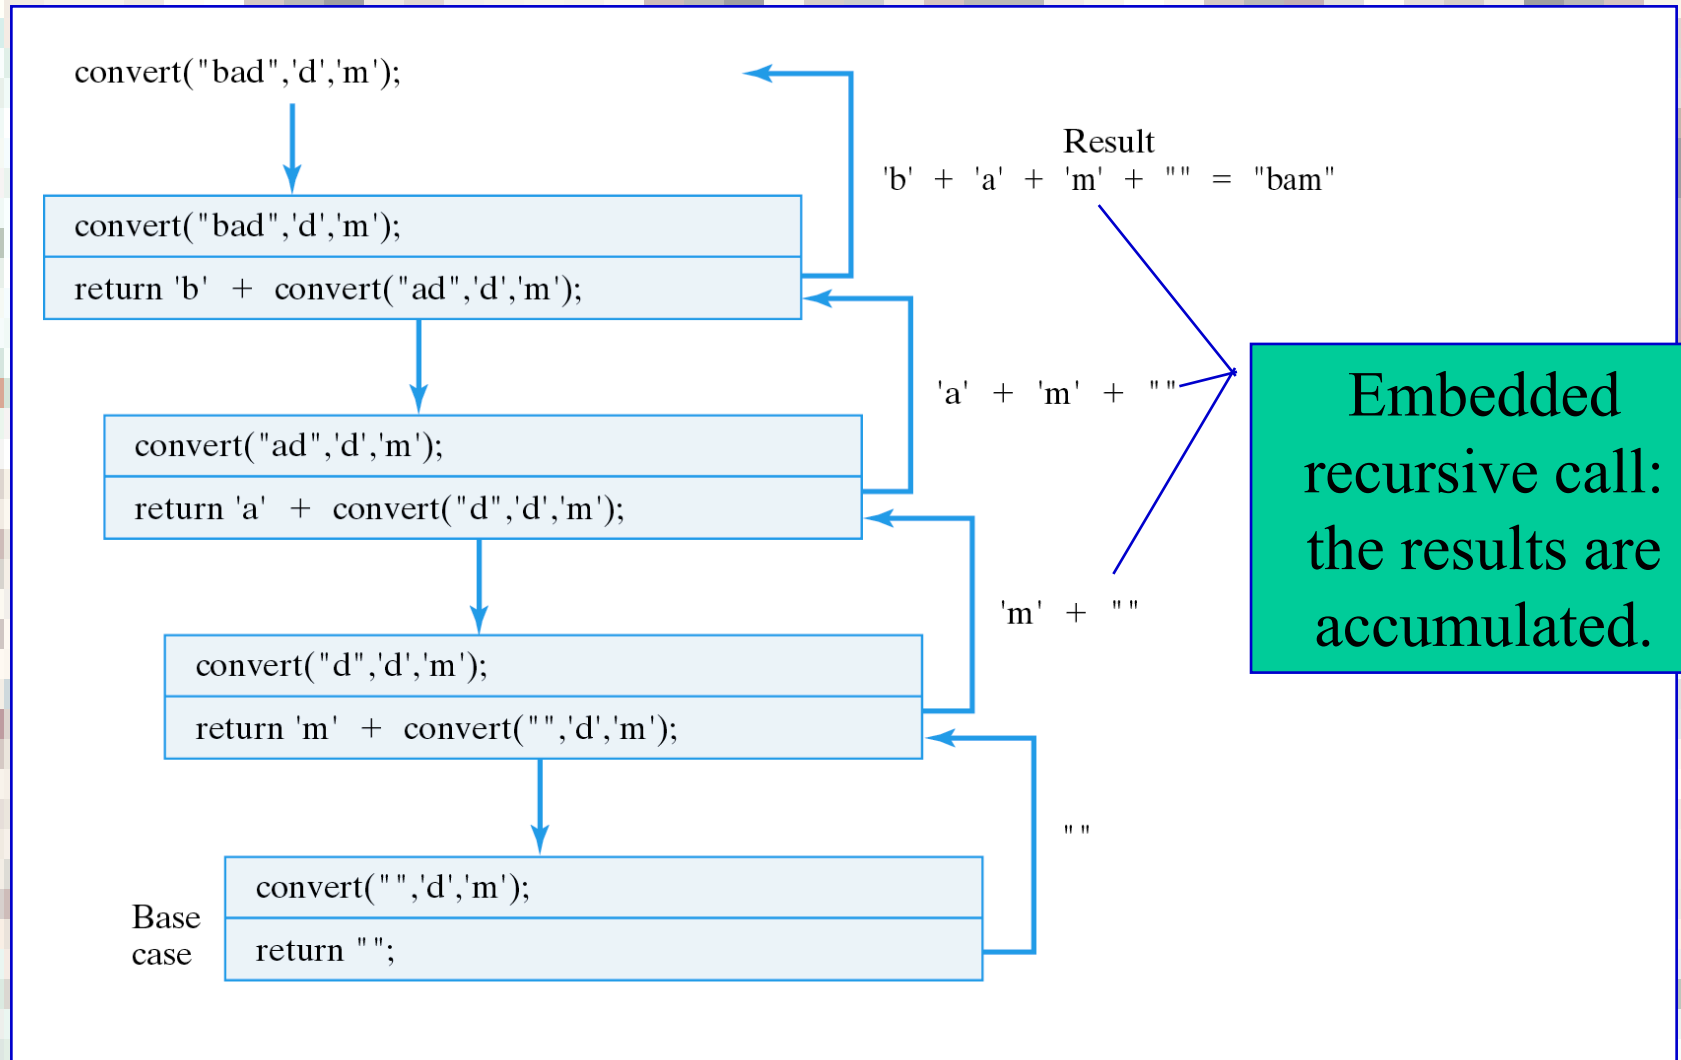 convert("bad",'d','m');
Result
'b' + 'a' + 'm' + "" = "bam"
convert("bad",'d','m');
return 'b' + convert("ad",'d','m');
'a' + 'm' + ""
Embedded
recursive call:
the results are
accumulated.
convert("ad",'d','m');
return 'a' + convert("d",'d','m');
'm' + ""
convert("d",'d','m');
return 'm' + convert("",'d','m');
""
Base
case
convert("",'d','m');
return "";